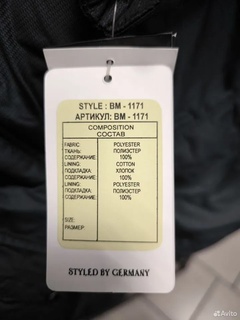 STYLE : BM - 1171
АРТИКУЛ: BM - 1171
COMPOSITION
СОСТАВ
FABRIC: POLYESTER
ТКАНЬ: ПОЛИЭСТЕР
СОДЕРЖАНИЕ 100%
LINING: COTTON
ПОДКЛАДКА ХЛОПОК
СОДЕРЖАНИЕ: 100%
LINING: POLYESTER
ПОДКЛАДКА: ПОЛИЭСТЕР
СОДЕРЖАНИЕ: 100%
SIZE:
РАЗМЕР
STYLED BY GERMANY
Avito